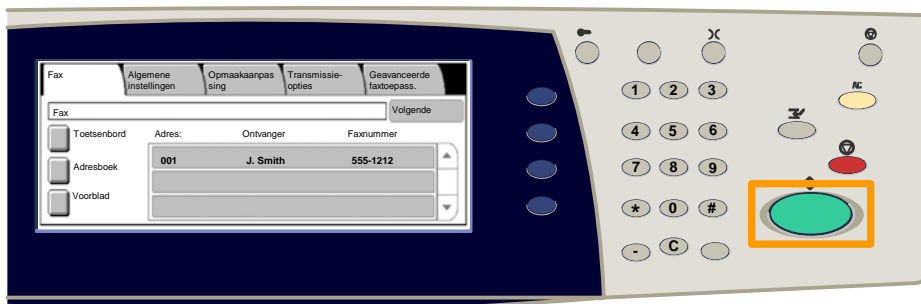 Fax
Algemene instellingen
Opmaakaanpas sing
Transmissie-opties
Geavanceerde faxtoepass.
Fax
Volgende
Toetsenbord
Adresboek
Voorblad
Adres: Ontvanger Faxnummer
001 J. Smith 555-1212
AC
1 2 3
4 5 6
7 8 9
* 0 #
- C